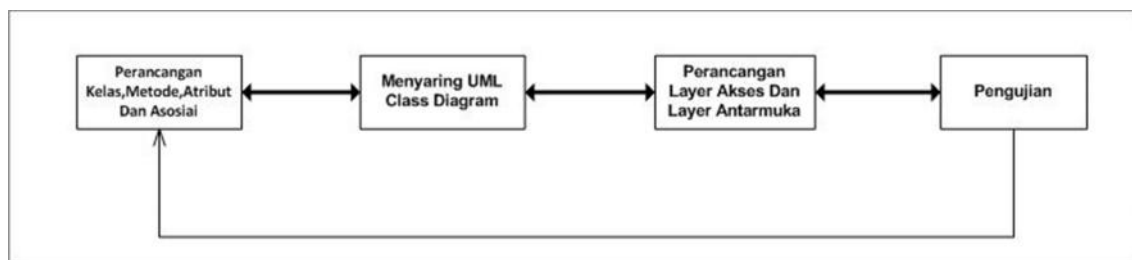 Perancangan
Kelas,Metode,Atribut
Dan Asosiai
Menyaring UML
Class Diagram
Perancangan
Layer Akses Dan
Layer Antarmuka
Pengujian